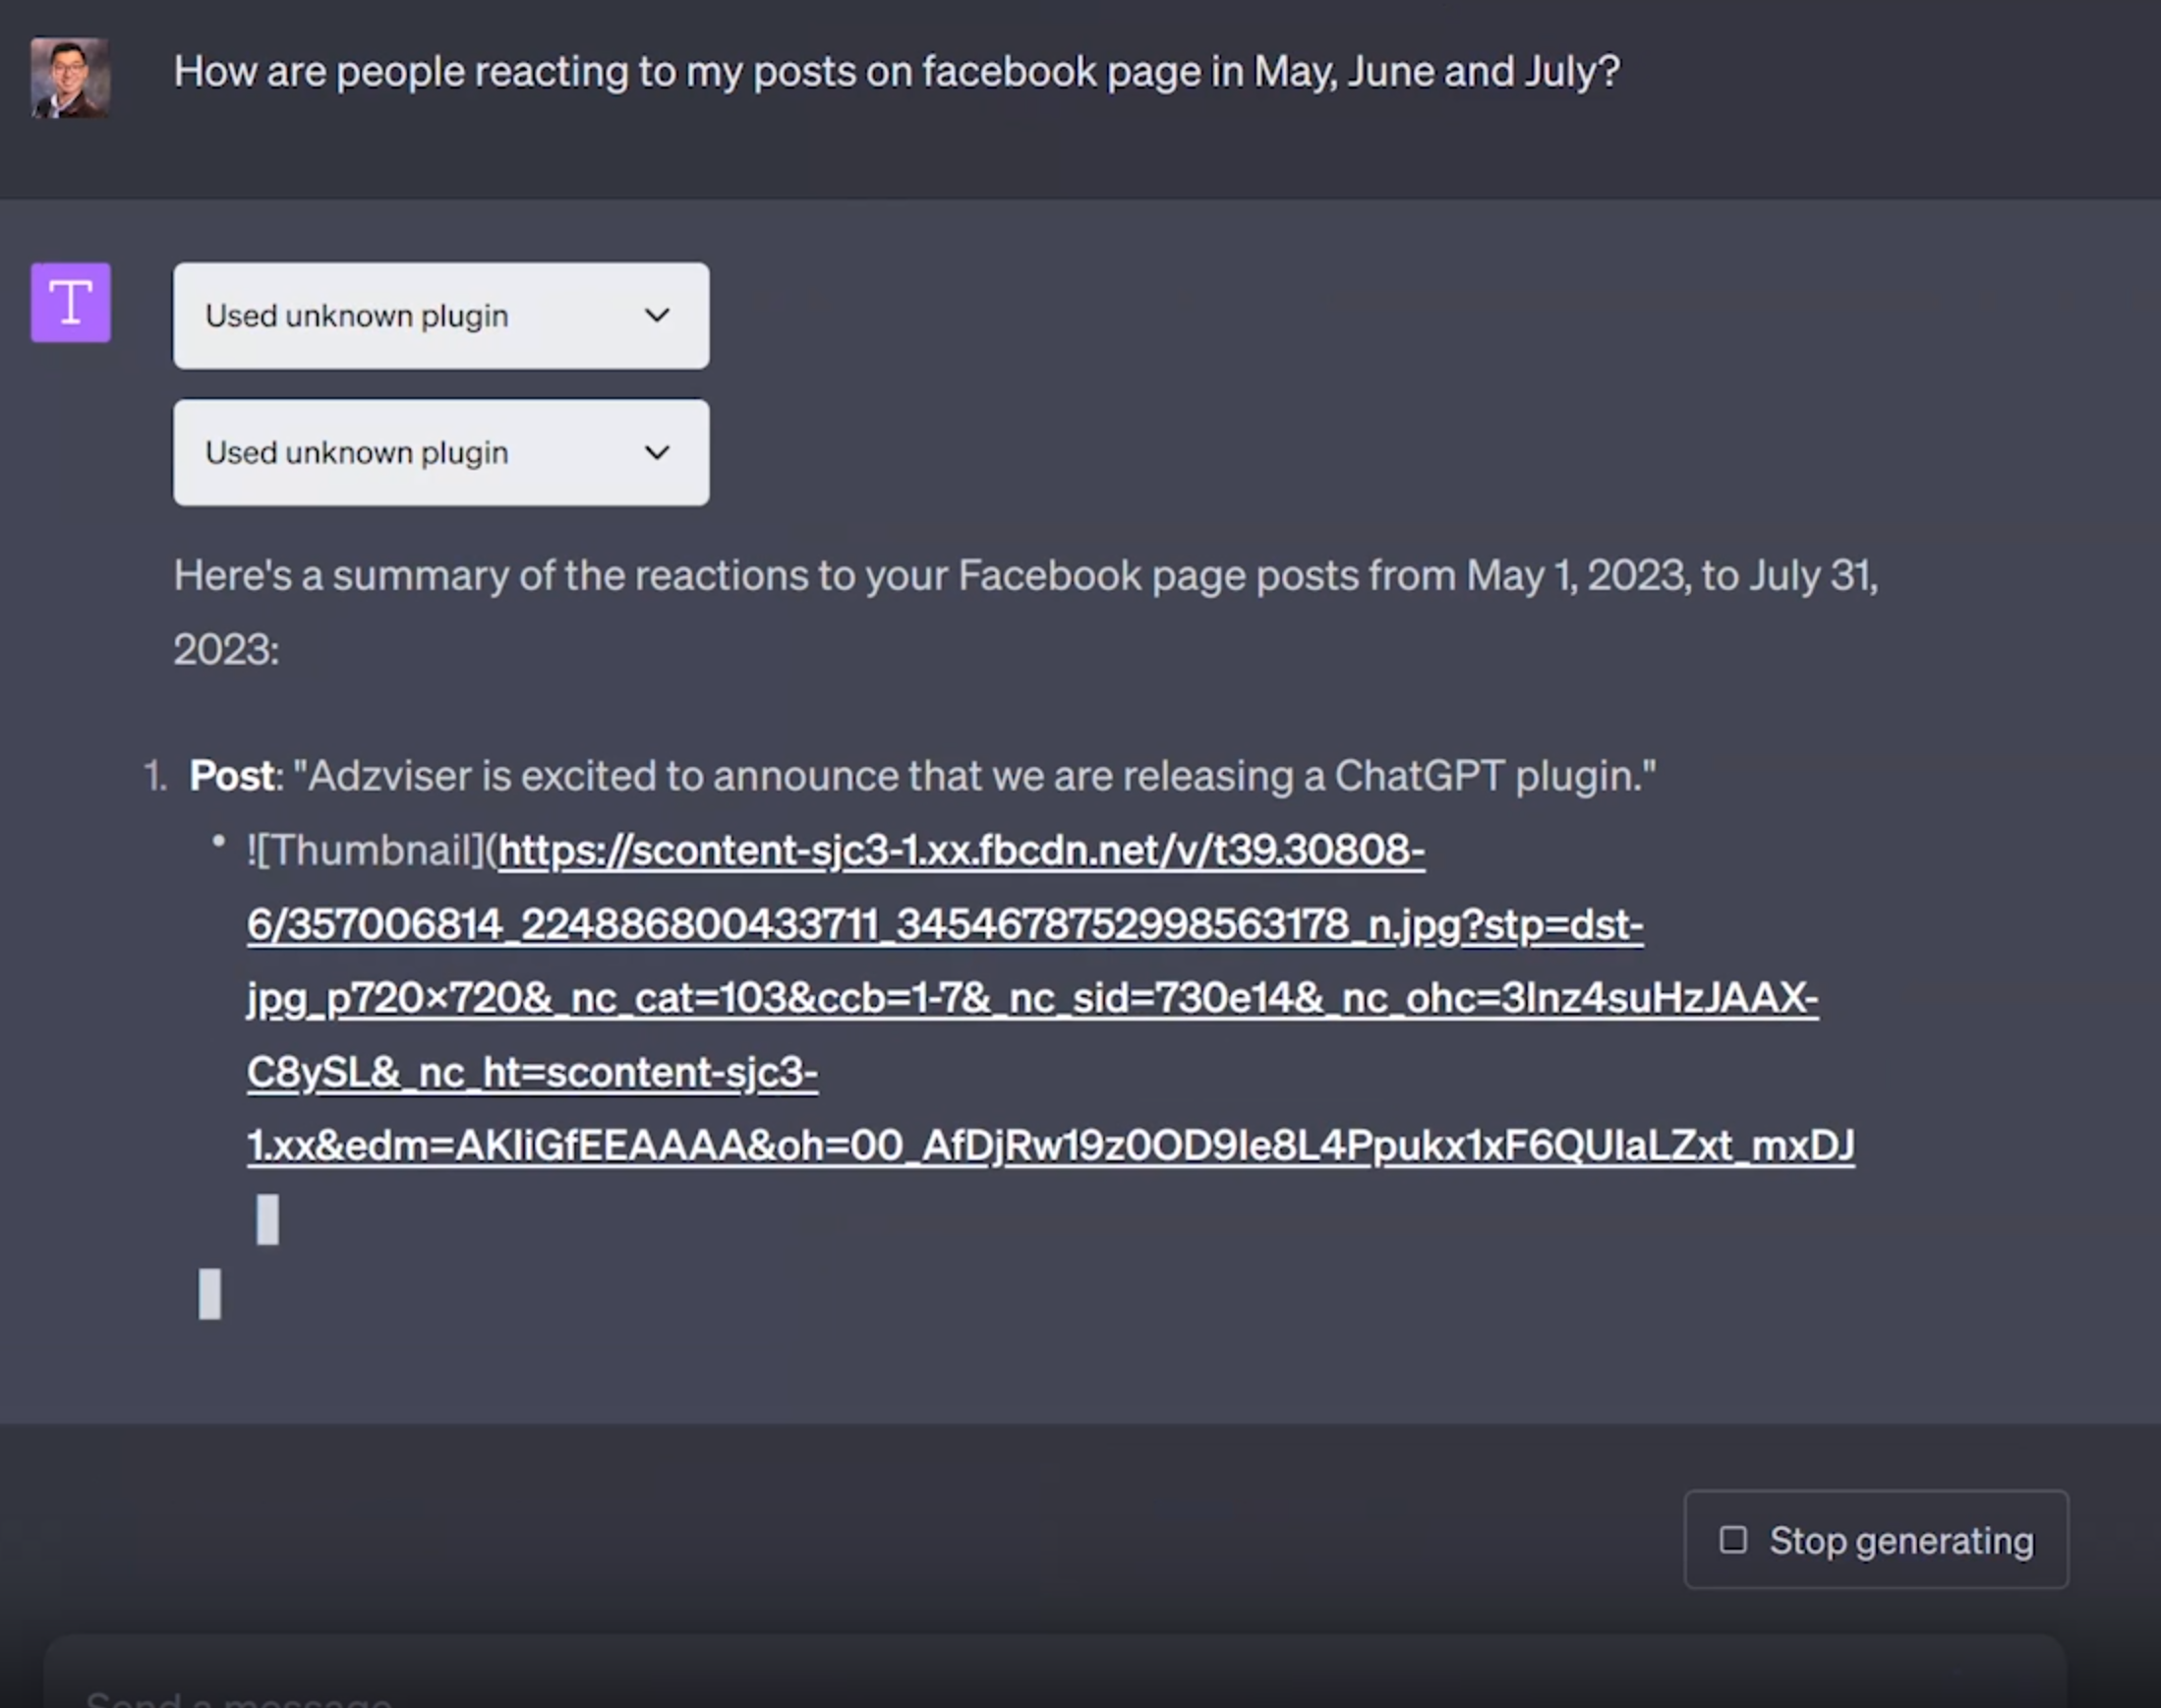 How are people reacting to my posts on facebook page in May, June and July?
T
Used unknown plugin
Used unknown plugin
Here's a summary of the reactions to your Facebook page posts from May 1, 2023, to July 31,
2023:
1. Post: "Adzviser is excited to announce that we are releasing a ChatGPT plugin."
• ![Thumbnail](https://scontent-sjc3-1.xx.fbcdn.net/v/t39.30808-
6/357006814_224886800433711_3454678752998563178_n.jpg?stp=dst-
jpg_p720×720&_nc_cat=103&ccb=1-7&_nc_sid=730e14&_nc_ohc=3Inz4suHzJAAX-
C8ySL&_nc_ht=scontent-sjc3-
1.xx&edm=AKIiGfEEAAAA&oh=00_AfDjRw19z0OD9Ie8L4Ppukx1xF6QUIaLZxt_mxDJ
Stop generating
Send a message